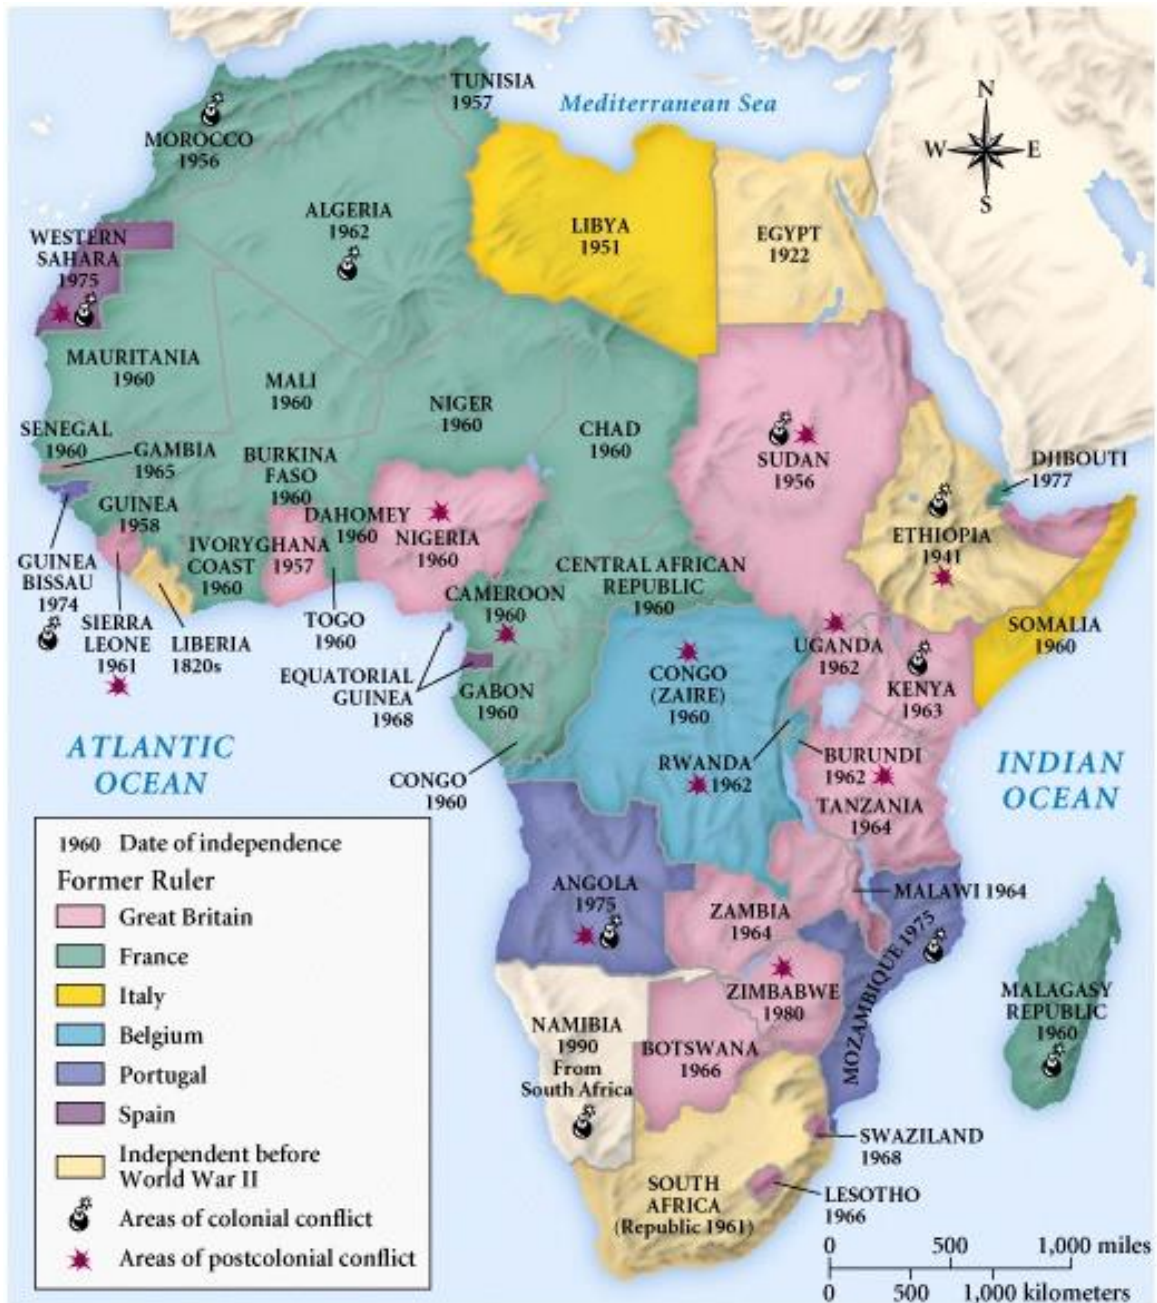 TUNISIA
1957
Mediterranean Sea
N
W
E
S
MOROCCO
1956
ALGERIA
1962
LIBYA
1951
EGYPT
1922
WESTERN
SAHARA
1975
MAURITANIA
1960
MALI
1960
NIGER
1960
CHAD
1960
SUDAN
1956
SENEGAL
1960
GAMBIA
1965
BURKINA
FASO
1960
DJIBOUTI
1977
GUINEA
1958
DAHOMEY
1960
NIGERIA
1960
ETHIOPIA
1941
IVORY
COAST
1960
GHANA
1957
GUINEA
BISSAU
1974
CENTRAL AFRICAN
REPUBLIC
1960
CAMEROON
1960
SIERRA
LEONE
1961
LIBERIA
1820s
TOGO
1960
UGANDA
1962
SOMALIA
1960
EQUATORIAL
GUINEA
1968
GABON
1960
CONGO
(ZAIRE)
1960
KENYA
1963
ATLANTIC
OCEAN
CONGO
1960
RWANDA
1962
BURUNDI
1962
INDIAN
OCEAN
TANZANIA
1964
ANGOLA
1975
ZAMBIA
1964
MALAWI 1964
MOZAMBIQUE 1975
ZIMBABWE
1980
MALAGASY
REPUBLIC
1960
NAMIBIA
1990
From
South Africa
BOTSWANA
1966
SWAZILAND
1968
SOUTH
AFRICA
(Republic 1961)
LESOTHO
1966
1960 Date of independence
Former Ruler
Great Britain
France
Italy
Belgium
Portugal
Spain
Independent before
World War II
Areas of colonial conflict
Areas of postcolonial conflict
0 500 1,000 miles
0 500 1,000 kilometers